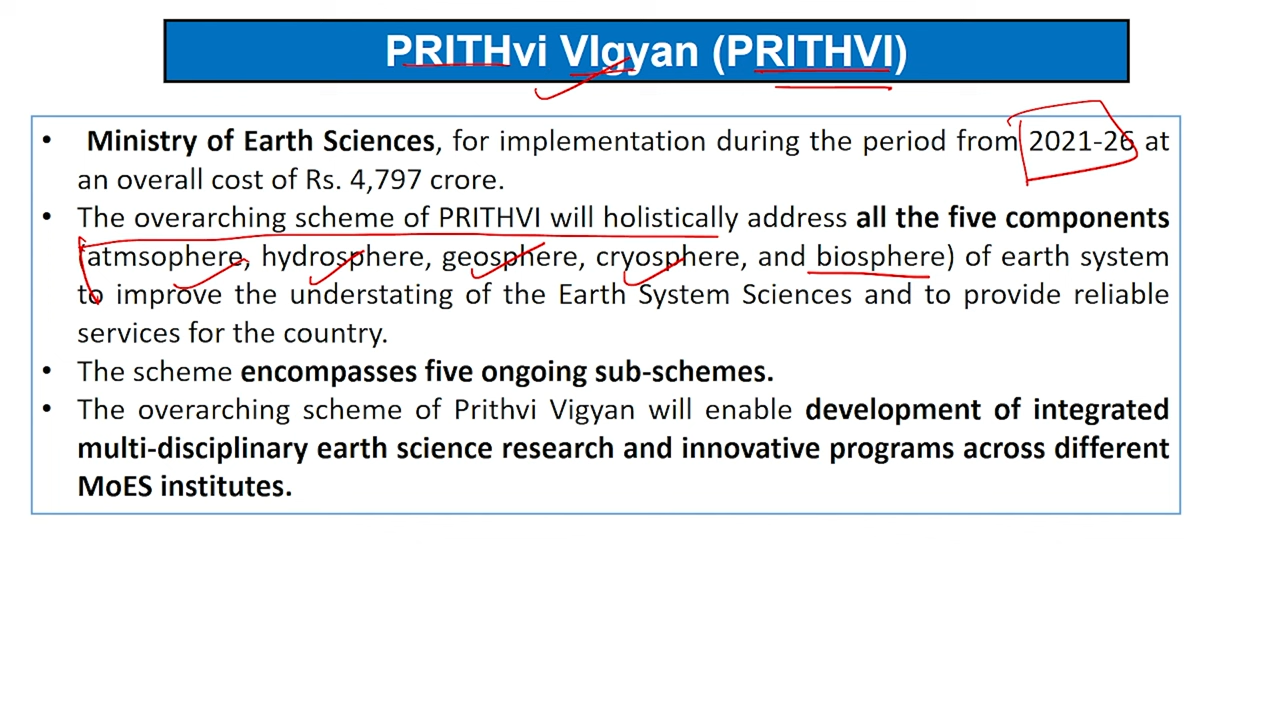 PRITHvi VIgyan (PRITHVI)
• Ministry of Earth Sciences, for implementation during the period from 2021-26 at
an overall cost of Rs. 4,797 crore.
• The overarching scheme of PRITHVI will holistically address all the five components
(atmsophere, hydrosphere, geosphere, cryosphere, and biosphere) of earth system
to improve the understating of the Earth System Sciences and to provide reliable
services for the country.
• The scheme encompasses five ongoing sub-schemes.
• The overarching scheme of Prithvi Vigyan will enable development of integrated
multi-disciplinary earth science research and innovative programs across different
MoES institutes.